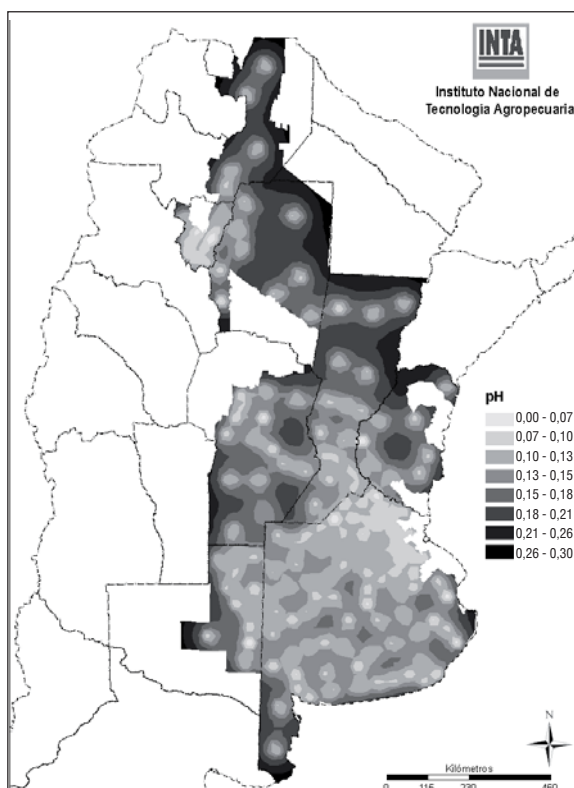 INTA
Instituto Nacional de
Tecnología Agropecuaria
pH
0,00 - 0,07
0,07 - 0,10
0,10 - 0,13
0,13 - 0,15
0,15 - 0,18
0,18 - 0,21
0,21 - 0,26
0,26 - 0,30
N
Kilómetros
0 115 230 460